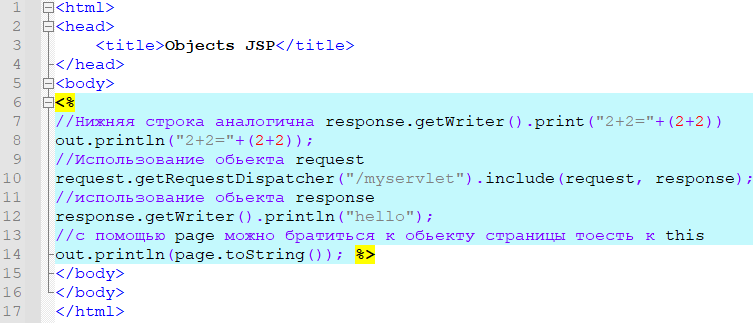 1 <html>
2 <head>
3 <title>Objects JSP</title>
4 </head>
5 <body>
6 <%
7 //Нижняя строка аналогична response.getWriter().print("2+2="+(2+2))
8 out.println("2+2="+(2+2));
9 //Использование обьекта request
10 request.getRequestDispatcher("/myservlet").include(request, response);
11 //использование обьекта response
12 response.getWriter().println("hello");
13 //с помощью page можно братиться к обьекту страницы тоесть к this
14 out.println(page.toString()); %>
15 </body>
16 </body>
17 </html>